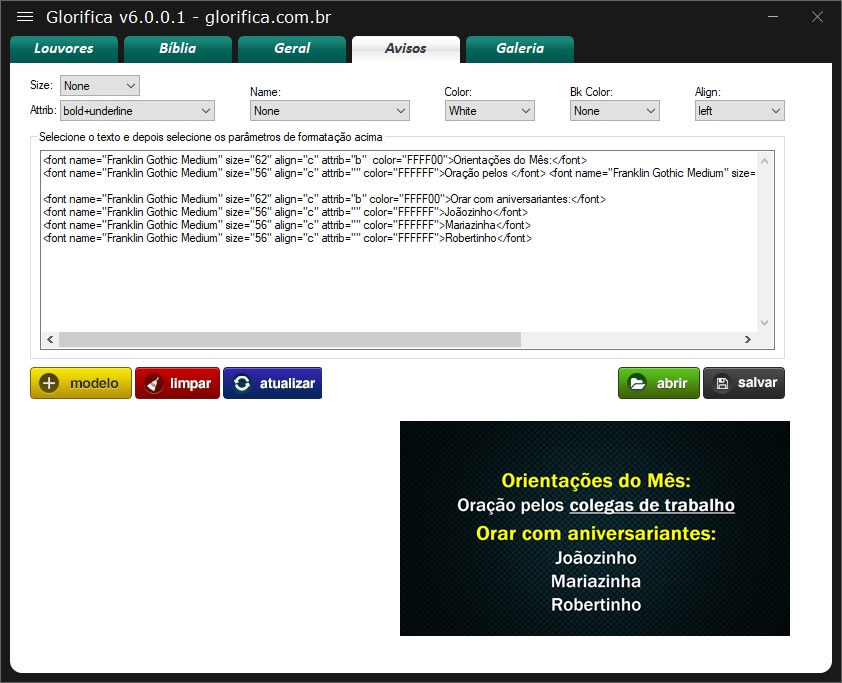 Glorifica v6.0.0.1 - glorifica.com.br
Louvores Bíblia Geral Avisos Galeria
Size: None
Attrib: bold+underline
Name:
None
Color:
White
Bk Color:
None
Align:
left
Selecione o texto e depois selecione os parâmetros de formatação acima
<font name="Franklin Gothic Medium" size="62" align="c" attrib="b"  color="FFFF00">Orientações do Mês:</font>
<font name="Franklin Gothic Medium" size="56" align="c" attrib="" color="FFFFFF">Oração pelos </font> <font name="Franklin Gothic Medium" size=
<font name="Franklin Gothic Medium" size="62" align="c" attrib="b" color="FFFF00">Orar com aniversariantes:</font>
<font name="Franklin Gothic Medium" size="56" align="c" attrib="" color="FFFFFF">Joãozinho</font>
<font name="Franklin Gothic Medium" size="56" align="c" attrib="" color="FFFFFF">Mariazinha</font>
<font name="Franklin Gothic Medium" size="56" align="c" attrib="" color="FFFFFF">Robertinho</font>
modelo limpar atualizar abrir salvar
Orientações do Mês:
Oração pelos colegas de trabalho
Orar com aniversariantes:
Joãozinho
Mariazinha
Robertinho